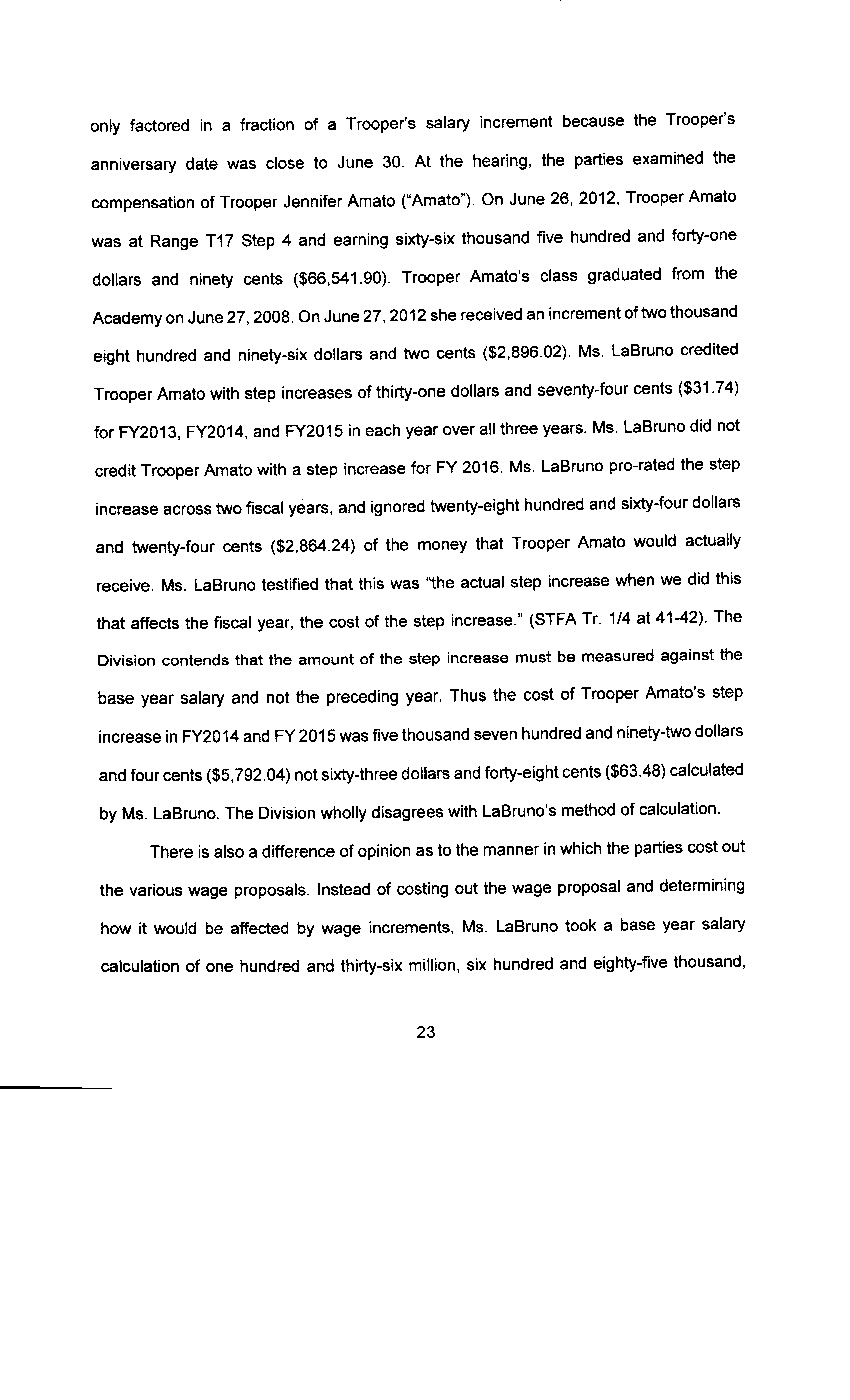 only factored in a fraction of a Trooper's salary increment because the Trooper's
anniversary date was close to June 30. At the hearing, the parties examined the
compensation of Trooper Jennifer Amato ("Amato"). On June 26, 2012, Trooper Amato
was at Range T17 Step 4 and earning sixty-six thousand five hundred and forty-one
dollars and ninety cents ($66,541.90). Trooper Amato's class graduated from the
Academy on June 27, 2008. On June 27, 2012 she received an increment of two thousand
eight hundred and ninety-six dollars and two cents ($2,896.02). Ms. LaBruno credited
Trooper Amato with step increases of thirty-one dollars and seventy-four cents ($31.74)
for FY2013, FY2014, and FY2015 in each year over all three years. Ms. LaBruno did not
credit Trooper Amato with a step increase for FY 2016. Ms. LaBruno pro-rated the step
increase across two fiscal years, and ignored twenty-eight hundred and sixty-four dollars
and twenty-four cents ($2,864.24) of the money that Trooper Amato would actually
receive. Ms. LaBruno testified that this was "the actual step increase when we did this
that affects the fiscal year, the cost of the step increase." (STFA Tr. 1/4 at 41-42). The
Division contends that the amount of the step increase must be measured against the
base year salary and not the preceding year. Thus the cost of Trooper Amato's step
increase in FY2014 and FY 2015 was five thousand seven hundred and ninety-two dollars
and four cents ($5,792.04) not sixty-three dollars and forty-eight cents ($63.48) calculated
by Ms. LaBruno. The Division wholly disagrees with LaBruno's method of calculation.
There is also a difference of opinion as to the manner in which the parties cost out
the various wage proposals. Instead of costing out the wage proposal and determining
how it would be affected by wage increments, Ms. LaBruno took a base year salary
calculation of one hundred and thirty-six million, six hundred and eighty-five thousand,
23